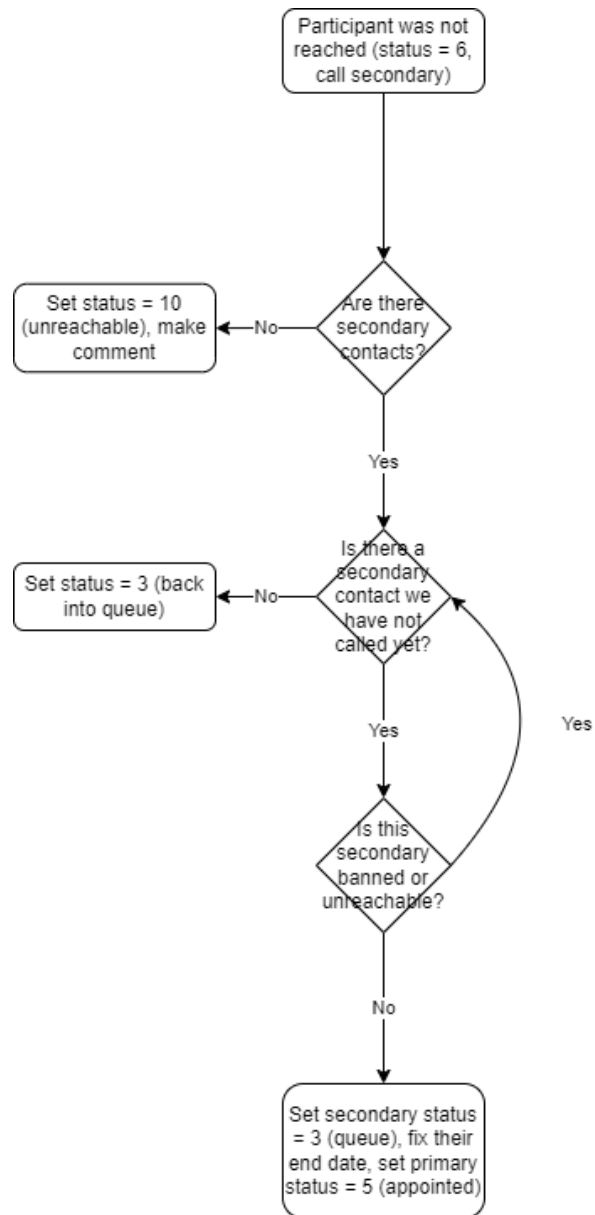 Participant was not
reached (status = 6,
call secondary)
Are there
secondary
contacts?
No
Set status = 10
(unreachable), make
comment
Yes
Is there a
secondary
contact we
have not
called yet?
No
Set status = 3 (back
into queue)
Yes
Yes
Is this
secondary
banned or
unreachable?
No
Set secondary status
= 3 (queue), fix their
end date, set primary
status = 5 (appointed)